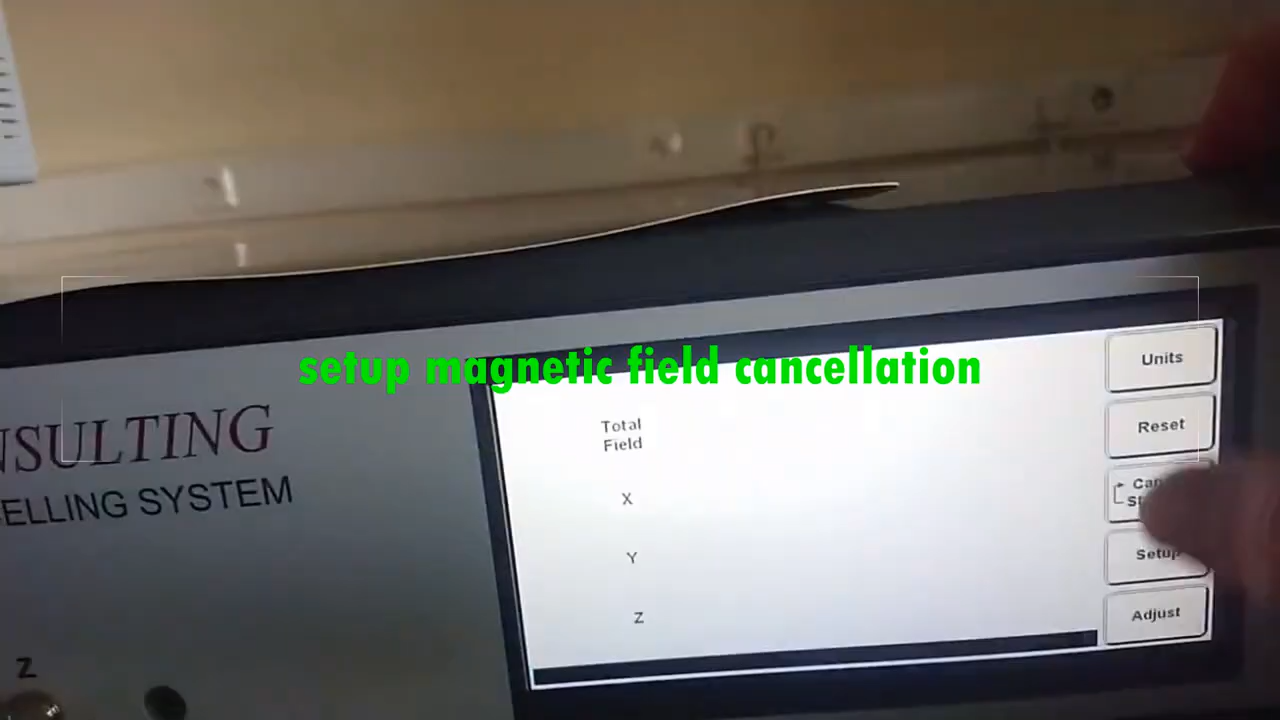 setup magnetic field cancellation
Units
Total
Field
Reset
NSULTING
ELLING SYSTEM
X
Setup
Y
Adjust
Z
Z